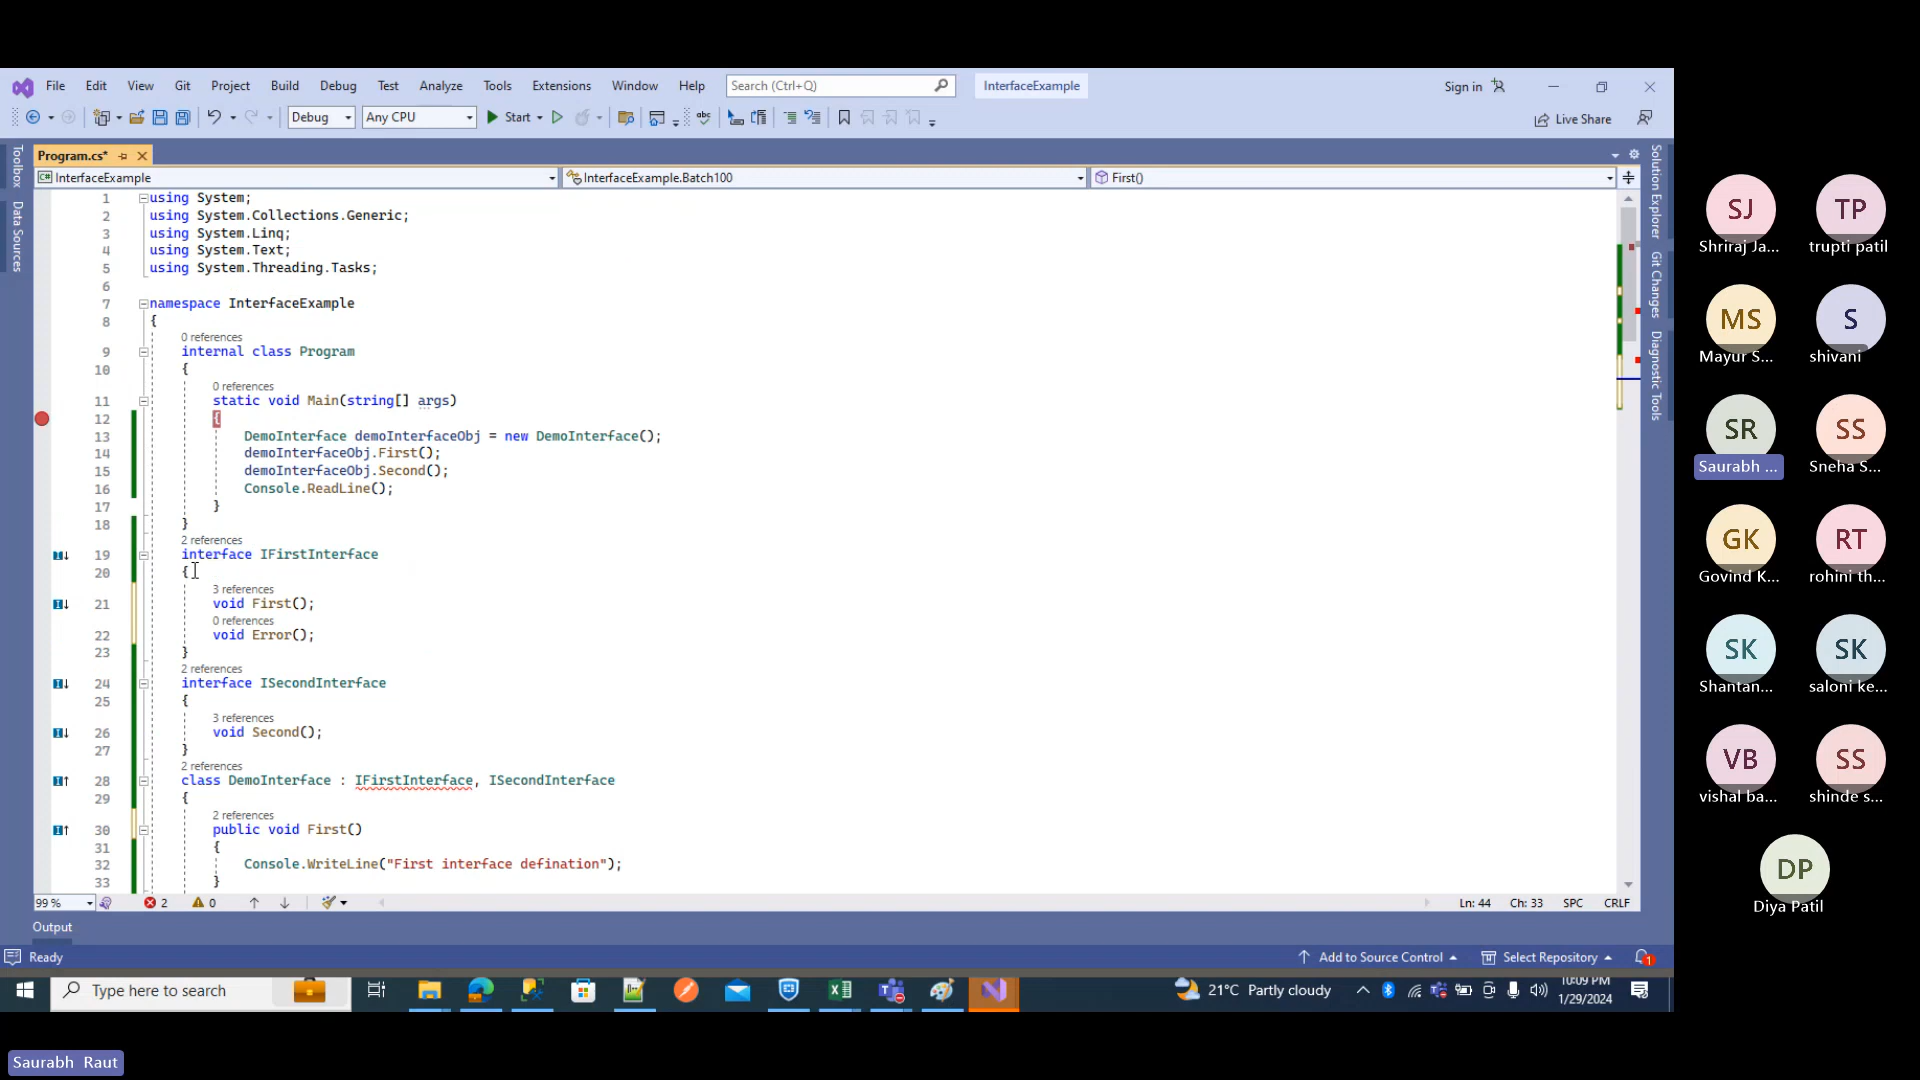 File Edit View Git Project Build Debug Test Analyze Tools Extensions Window Help Search (Ctrl+Q) InterfaceExample Sign in
Debug Any CPU Start Live Share
Program.cs*
InterfaceExample InterfaceExample.Batch100 First()
Toolbox
Data Sources
1 using System;
2 using System.Collections.Generic;
3 using System.Linq;
4 using System.Text;
5 using System.Threading.Tasks;
6
7 namespace InterfaceExample
8 {
0 references
9 internal class Program
10 {
0 references
11 static void Main(string[] args)
12 {
13 DemoInterface demoInterfaceObj = new DemoInterface();
14 demoInterfaceObj.First();
15 demoInterfaceObj.Second();
16 Console.ReadLine();
17 }
18 }
2 references
19 interface IFirstInterface
20 {
3 references
21 void First();
0 references
22 void Error();
23 }
2 references
24 interface ISecondInterface
25 {
3 references
26 void Second();
27 }
2 references
28 class DemoInterface : IFirstInterface, ISecondInterface
29 {
2 references
30 public void First()
31 {
32 Console.WriteLine("First interface defination");
33 }
Solution Explorer
Git Changes
Diagnostic Tools
99 % 2 0 Ln: 44 Ch: 33 SPC CRLF
Output
Ready Add to Source Control Select Repository 1
Type here to search 21°C Partly cloudy 10:09 PM
1/29/2024
SJ TP
Shriraj Ja... trupti patil
MS S
Mayur S... shivani
SR SS
Saurabh ... Sneha S...
GK RT
Govind K... rohini th...
SK SK
Shantan... saloni ke...
VB SS
vishal ba... shinde s...
DP
Diya Patil
Saurabh Raut